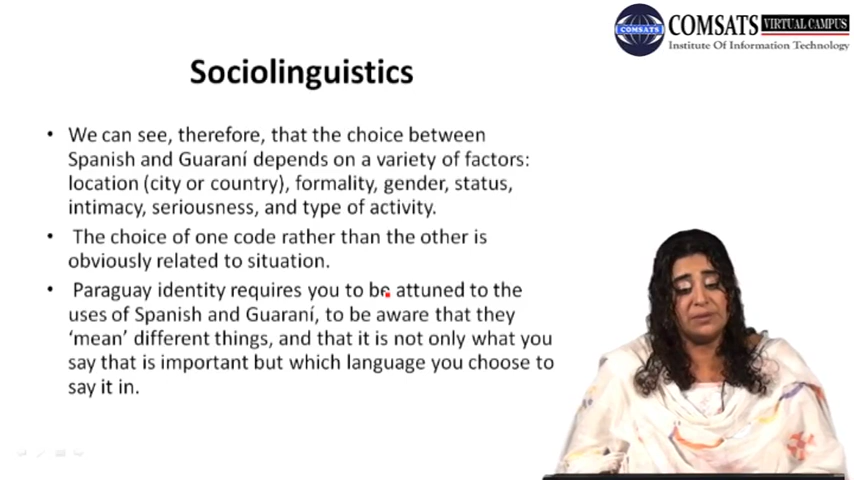 COMSATS
COMSATS VIRTUAL CAMPUS
Institute Of Information Technology
Sociolinguistics
• We can see, therefore, that the choice between
Spanish and Guaraní depends on a variety of factors:
location (city or country), formality, gender, status,
intimacy, seriousness, and type of activity.
• The choice of one code rather than the other is
obviously related to situation.
• Paraguay identity requires you to be attuned to the
uses of Spanish and Guaraní, to be aware that they
‘mean’ different things, and that it is not only what you
say that is important but which language you choose to
say it in.